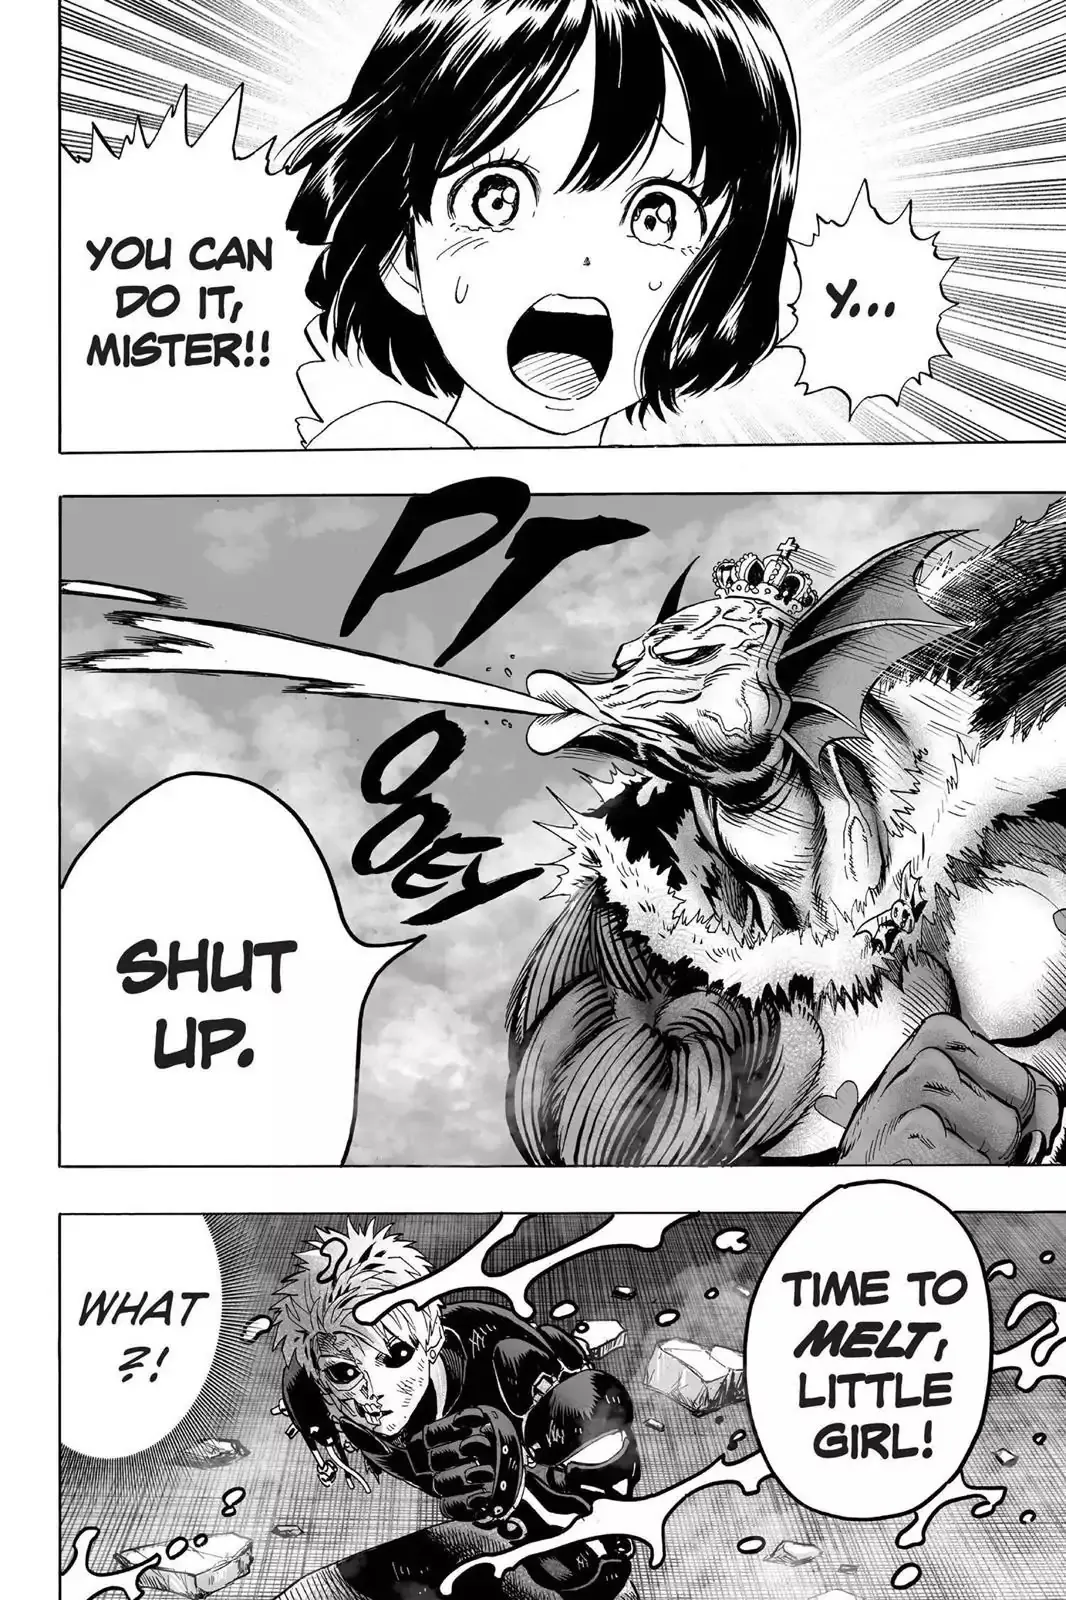 Y...
YOU CAN
DO IT,
MISTER!!
PT
OOEY
SHUT
UP.
TIME TO
MELT,
LITTLE
GIRL!
WHAT
?!